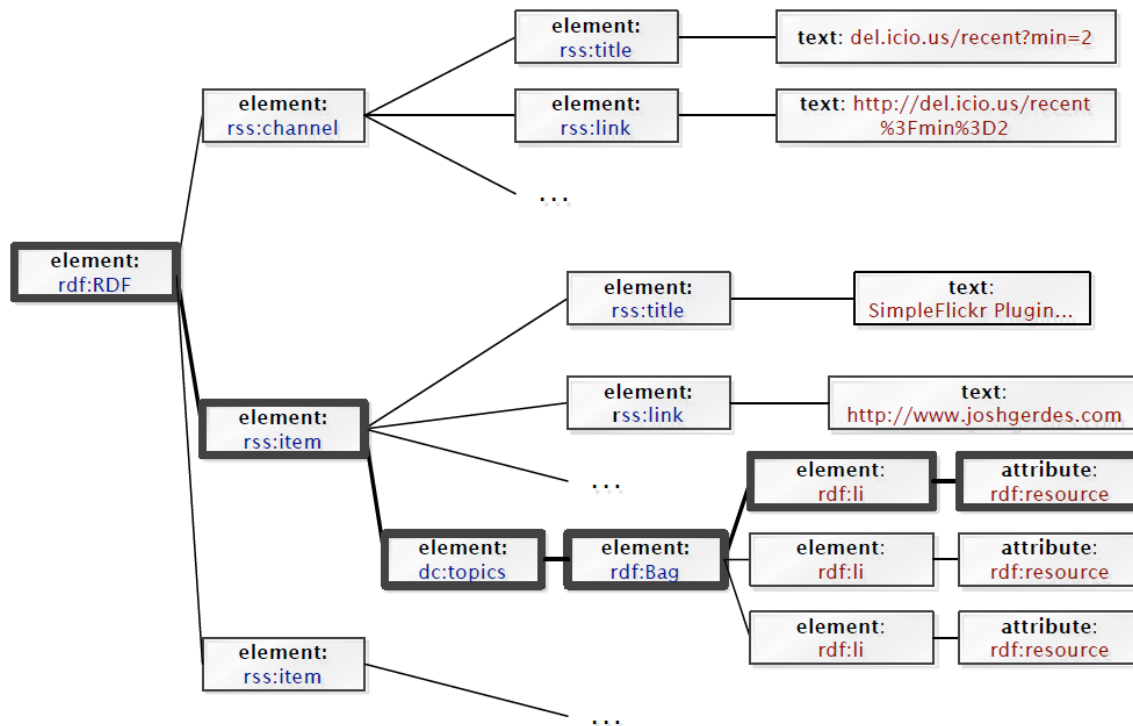 element:
rss:title
text: del.icio.us/recent?min=2
element:
rss:channel
element:
rss:link
text: http://del.icio.us/recent
%3Fmin%3D2
...
element:
rdf:RDF
element:
rss:title
text:
SimpleFlickr Plugin...
element:
rss:item
element:
rss:link
text:
http://www.joshgerdes.com
...
element:
rdf:li
attribute:
rdf:resource
element:
dc:topics
element:
rdf:Bag
element:
rdf:li
attribute:
rdf:resource
element:
rdf:li
attribute:
rdf:resource
element:
rss:item
...